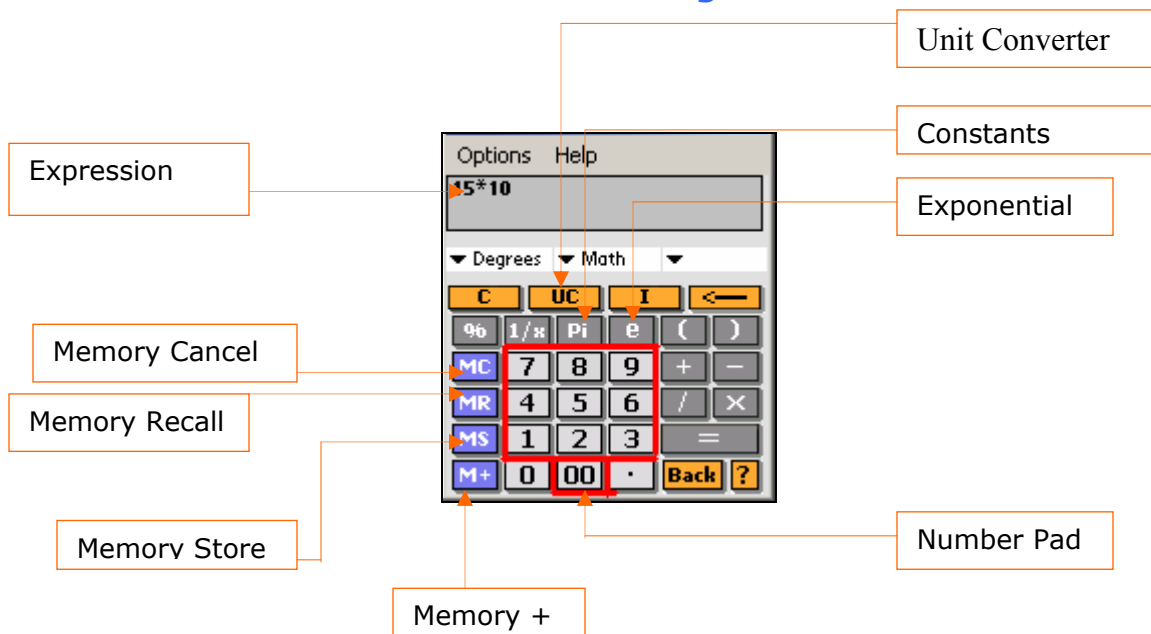 Unit Converter
Constants
Exponential
Expression
Options Help
15*10
Degrees Math
C UC I <—
% 1/x Pi e ( )
MC 7 8 9 + −
MR 4 5 6 / ×
MS 1 2 3 =
M+ 0 00 . Back ?
Memory Cancel
Memory Recall
Memory Store
Memory +
Number Pad